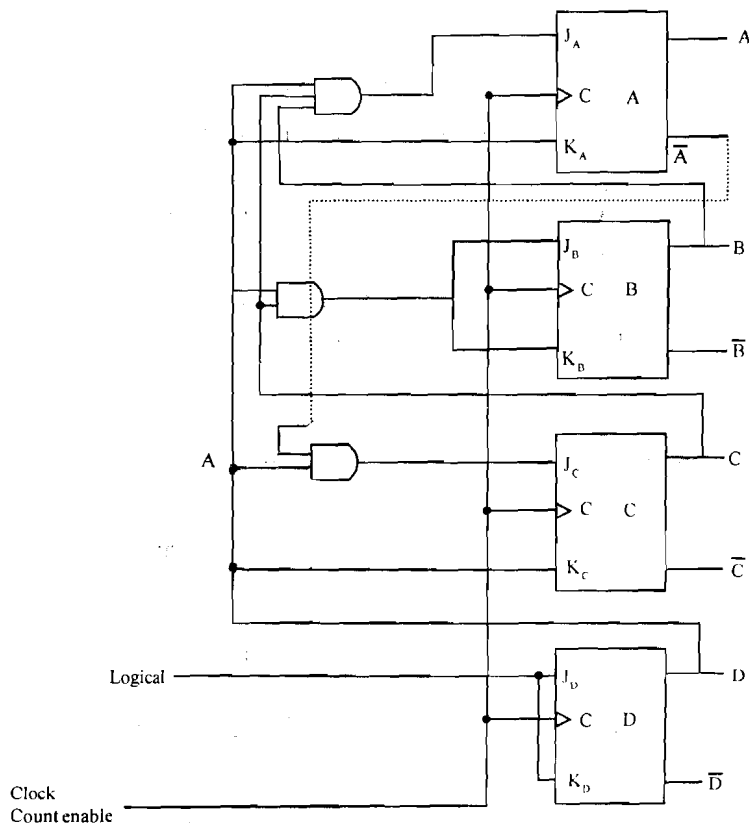 J_A
A
C
A
K_A
A̅
J_B
B
C
B
K_B
B̅
A
J_C
C
C
C
K_C
C̅
Logical
J_D
D
C
D
K_D
D̅
Clock
Count enable